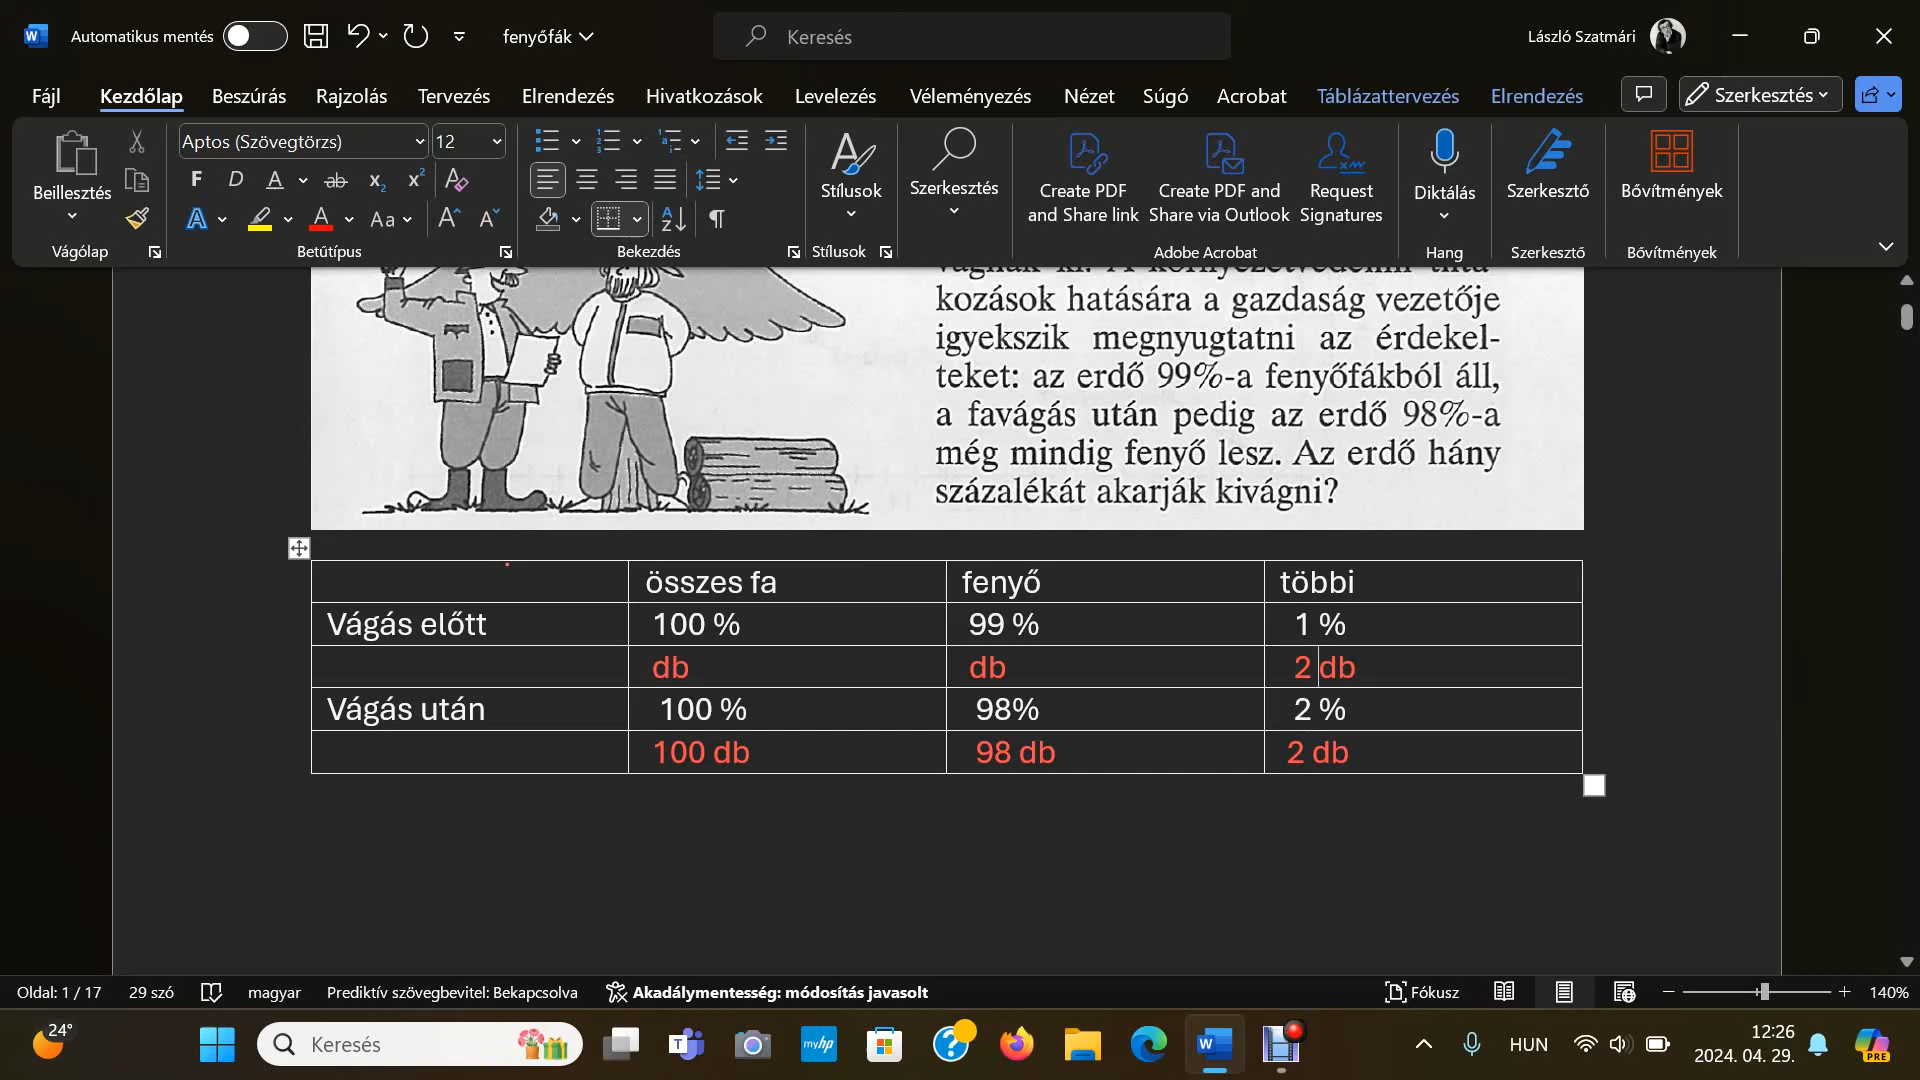 Automatikus mentés
fenyőfák
Keresés
László Szatmári
Fájl Kezdőlap Beszúrás Rajzolás Tervezés Elrendezés Hivatkozások Levelezés Véleményezés Nézet Súgó Acrobat Táblázattervezés Elrendezés Szerkesztés
Beillesztés
Vágólap
Aptos (Szövegtörzs) 12
Betűtípus
Bekezdés
Stílusok
Stílusok
Szerkesztés
Create PDF and Share link
Create PDF and Share via Outlook
Request Signatures
Adobe Acrobat
Diktálás
Hang
Szerkesztő
Szerkesztő
Bővítmények
Bővítmények
kozások hatására a gazdaság vezetője
igyekszik megnyugtatni az érdekel-
teket: az erdő 99%-a fenyőfákból áll,
a favágás után pedig az erdő 98%-a
még mindig fenyő lesz. Az erdő hány
százalékát akarják kivágni?
összes fa fenyő többi
Vágás előtt 100 % 99 % 1 %
db db 2 db
Vágás után 100 % 98% 2 %
100 db 98 db 2 db
Oldal: 1 / 17 29 szó magyar Prediktív szövegbevitel: Bekapcsolva Akadálymentesség: módosítás javasolt Fókusz 140%
24° Keresés HUN 12:26
2024. 04. 29.